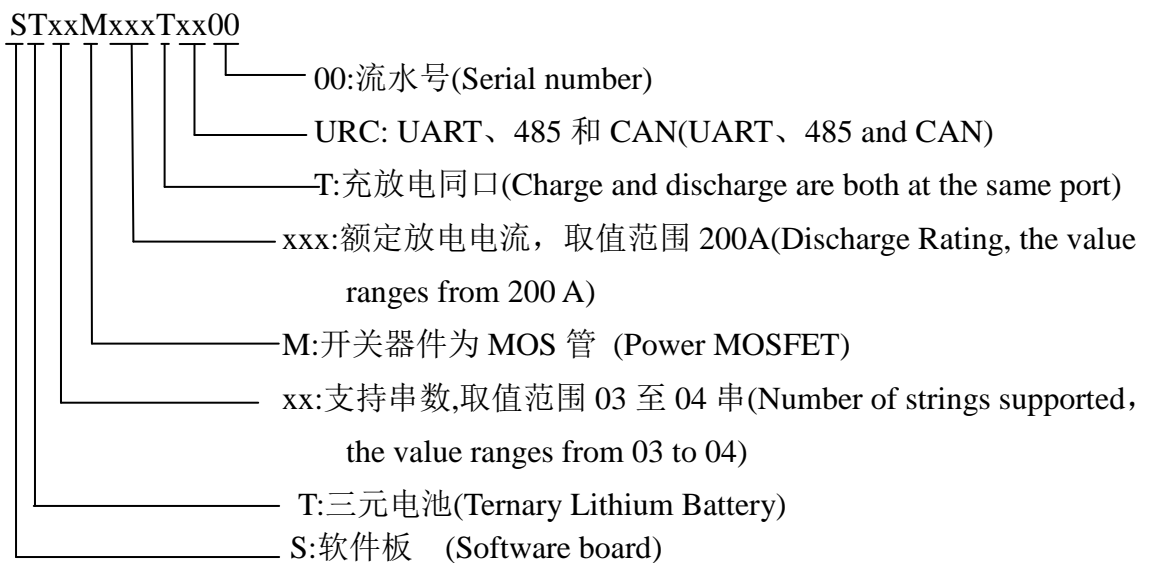 STxxMxxxTxx00
00:流水号(Serial number)
URC: UART、485 和 CAN(UART、485 and CAN)
T:充放电同口(Charge and discharge are both at the same port)
xxx:额定放电电流，取值范围 200A(Discharge Rating, the value
ranges from 200 A)
M:开关器件为 MOS 管 (Power MOSFET)
xx:支持串数,取值范围 03 至 04 串(Number of strings supported，
the value ranges from 03 to 04)
T:三元电池(Ternary Lithium Battery)
S:软件板 (Software board)